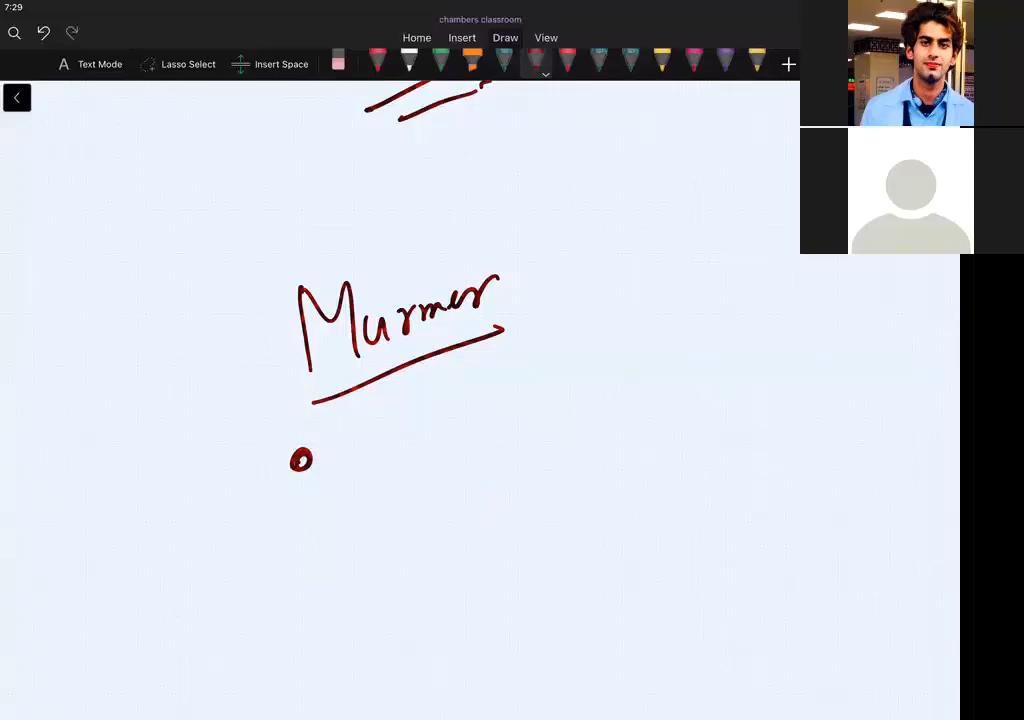 7:29
chambers classroom
Home Insert Draw View
A Text Mode Lasso Select Insert Space
Murmer